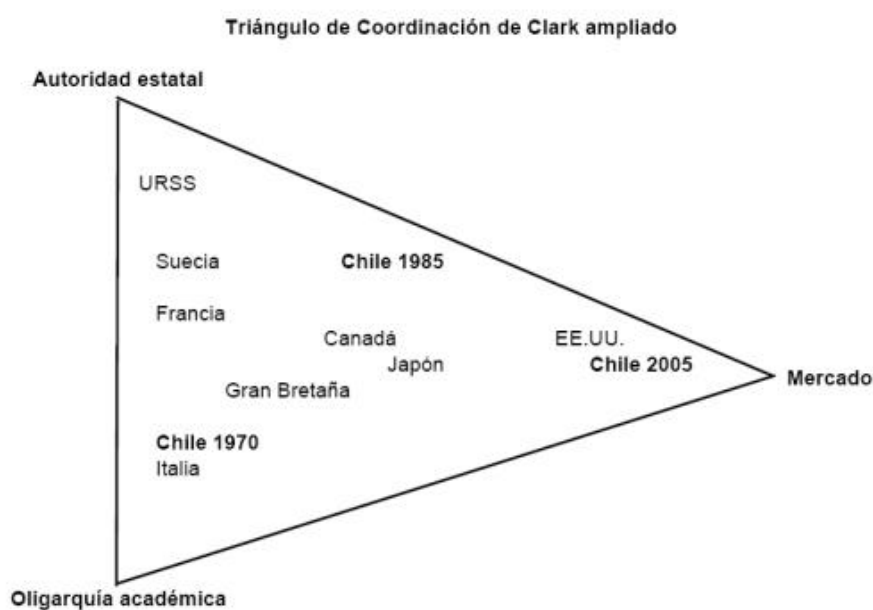 Triángulo de Coordinación de Clark ampliado
Autoridad estatal
URSS
Suecia
Chile 1985
Francia
Canadá
EE.UU.
Japón
Chile 2005
Mercado
Gran Bretaña
Chile 1970
Italia
Oligarquía académica